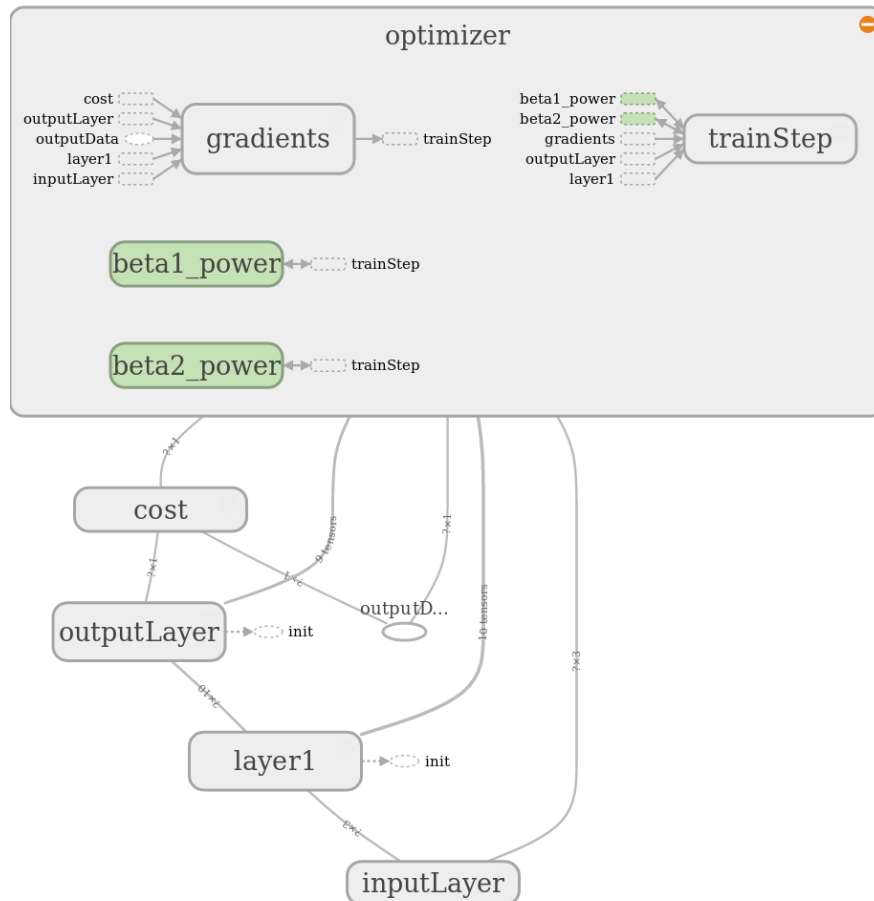 optimizer
cost
outputLayer
outputData
layer1
inputLayer
gradients
trainStep
beta1_power
beta2_power
gradients
outputLayer
layer1
trainStep
beta1_power
trainStep
beta2_power
trainStep
?×1
cost
9 tensors
?×1
?×1
?×1
outputD...
10 tensors
outputLayer
init
?×3
?×10
layer1
init
?×3
inputLayer